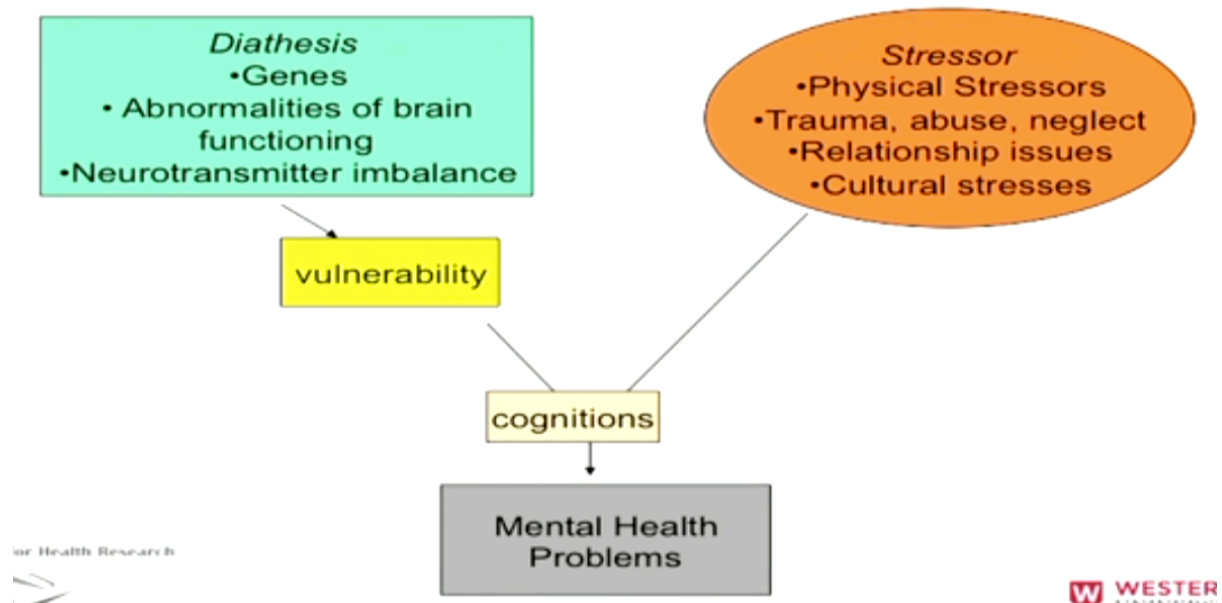 Diathesis
•Genes
• Abnormalities of brain
functioning
•Neurotransmitter imbalance
Stressor
•Physical Stressors
•Trauma, abuse, neglect
•Relationship issues
•Cultural stresses
vulnerability
cognitions
Mental Health
Problems
or Health Research
W WESTER